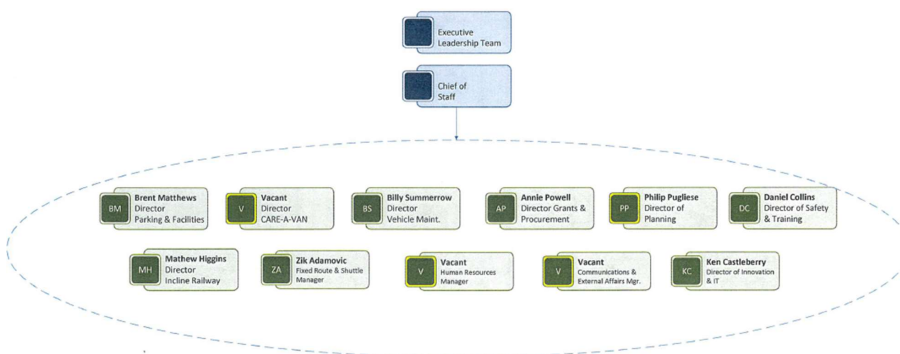 Executive
Leadership Team
Chief of
Staff
BM
Brent Matthews
Director
Parking & Facilities
V
Vacant
Director
CARE-A-VAN
BS
Billy Summerrow
Director
Vehicle Maint.
AP
Annie Powell
Director Grants &
Procurement
PP
Philip Pugliese
Director of
Planning
DC
Daniel Collins
Director of Safety
& Training
MH
Mathew Higgins
Director
Incline Railway
ZA
Zik Adamovic
Fixed Route & Shuttle
Manager
V
Vacant
Human Resources
Manager
V
Vacant
Communications &
External Affairs Mgr.
KC
Ken Castleberry
Director of Innovation
& IT